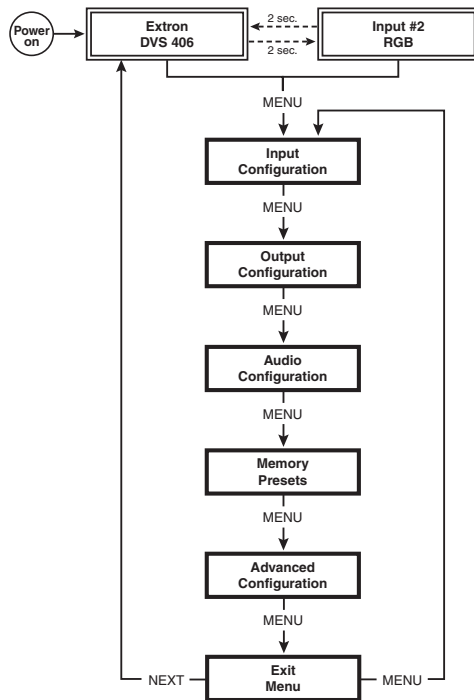 Power
on
Extron
DVS 406
2 sec.
2 sec.
Input #2
RGB
MENU
Input
Configuration
MENU
Output
Configuration
MENU
Audio
Configuration
MENU
Memory
Presets
MENU
Advanced
Configuration
MENU
NEXT
Exit
Menu
MENU